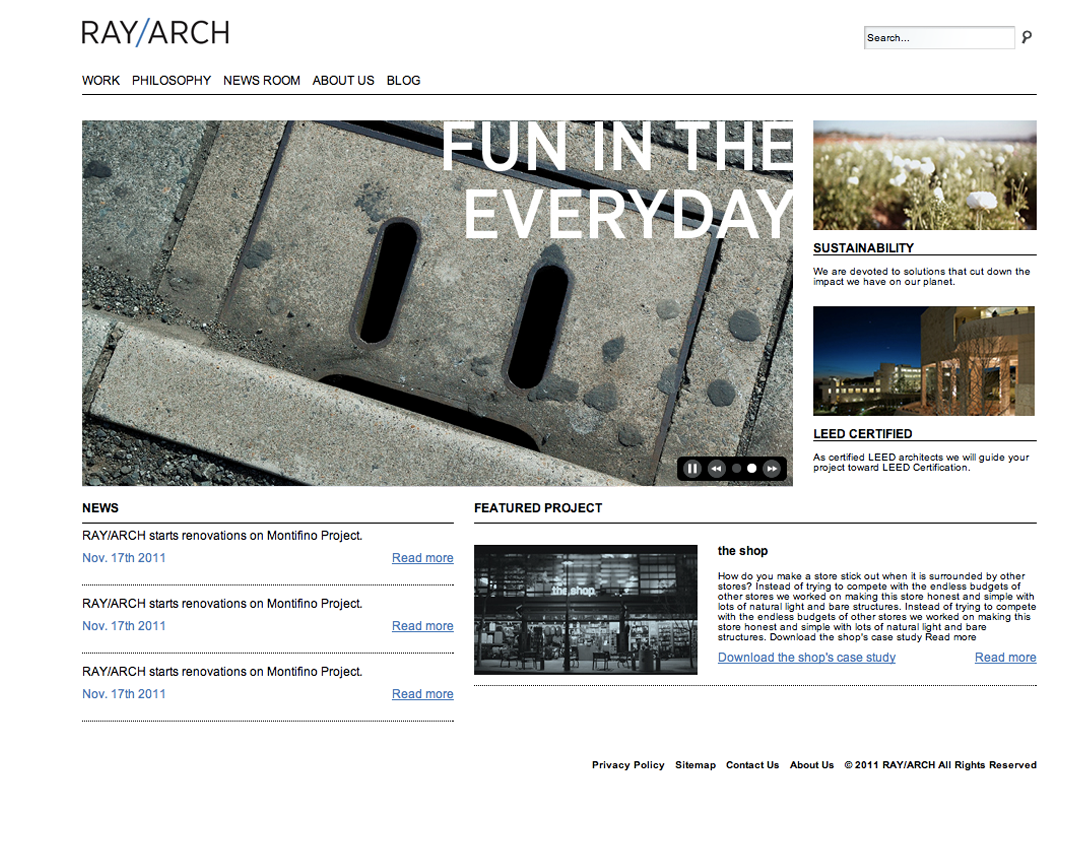 RAY/ARCH
Search...
WORK PHILOSOPHY NEWS ROOM ABOUT US BLOG
FUN IN THE
EVERYDAY
SUSTAINABILITY
We are devoted to solutions that cut down the
impact we have on our planet.
LEED CERTIFIED
As certified LEED architects we will guide your
project toward LEED Certification.
NEWS
RAY/ARCH starts renovations on Montifino Project.
Nov. 17th 2011 Read more
RAY/ARCH starts renovations on Montifino Project.
Nov. 17th 2011 Read more
RAY/ARCH starts renovations on Montifino Project.
Nov. 17th 2011 Read more
FEATURED PROJECT
the shop
the shop
How do you make a store stick out when it is surrounded by other
stores? Instead of trying to compete with the endless budgets of
other stores we worked on making this store honest and simple with
lots of natural light and bare structures. Instead of trying to compete
with the endless budgets of other stores we worked on making this
store honest and simple with lots of natural light and bare
structures. Download the shop's case study Read more
Download the shop's case study Read more
Privacy Policy Sitemap Contact Us About Us © 2011 RAY/ARCH All Rights Reserved